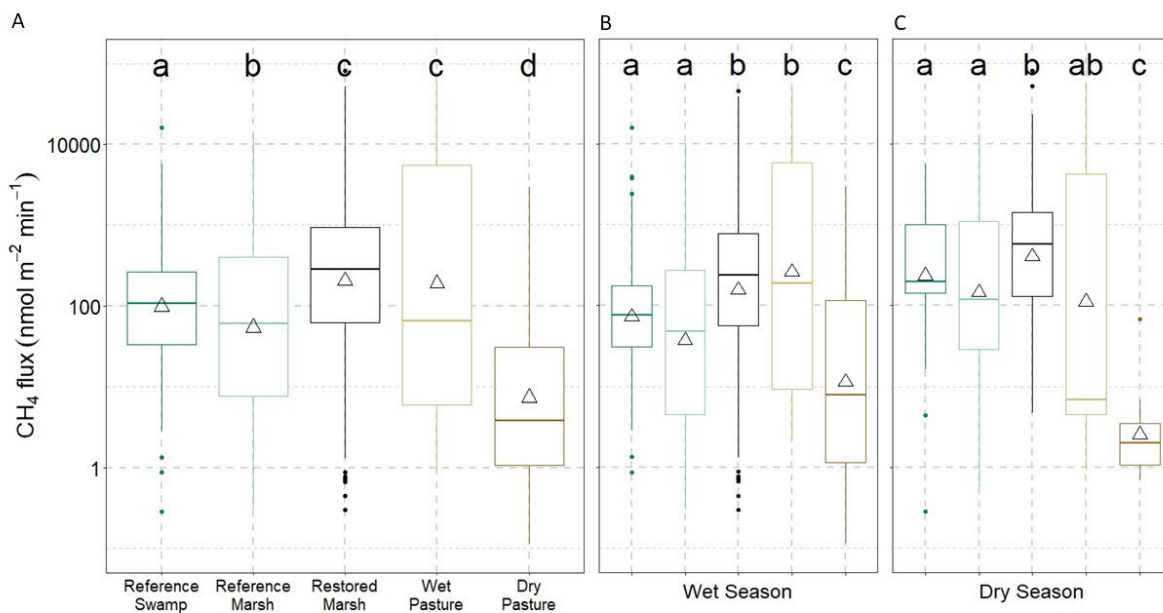 A
B
C
a b c c d
a a b b c
a a b ab c
10000
100
1
CH₄ flux (nmol m⁻² min⁻¹)
Reference Swamp
Reference Marsh
Restored Marsh
Wet Pasture
Dry Pasture
Wet Season
Dry Season